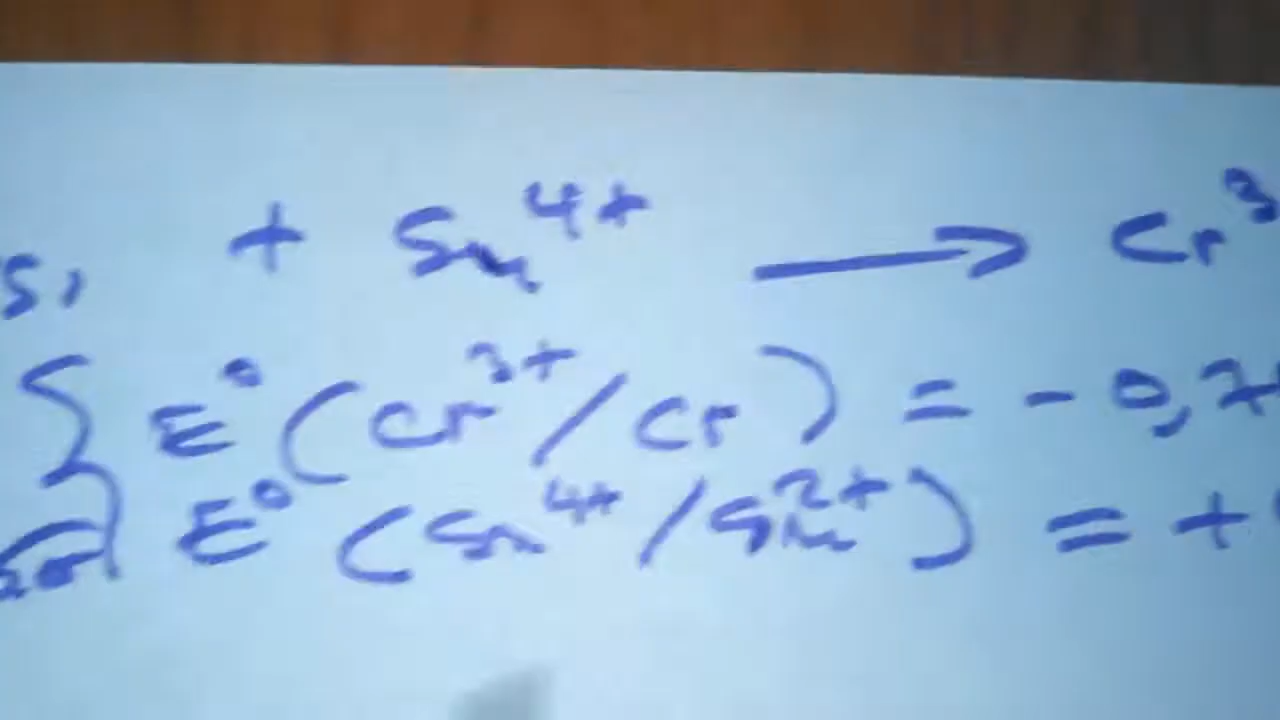 + Sn⁴⁺ ⟶ Cr³
E° (Cr³⁺/Cr) = - 0,7
E° (Sn⁴⁺/Sn²⁺) = +